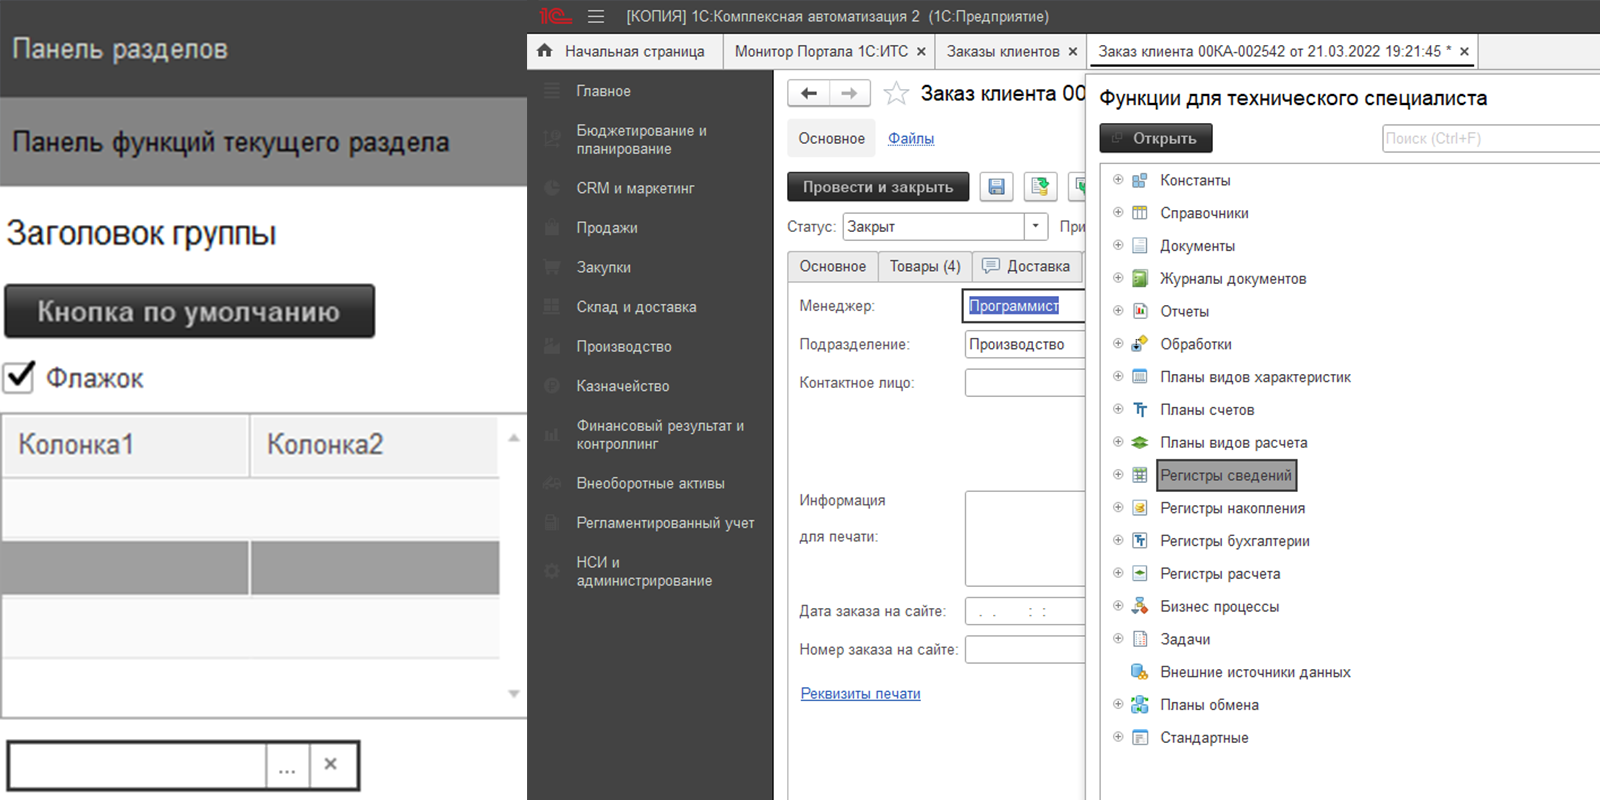 Панель разделов
Панель функций текущего раздела
Заголовок группы
Кнопка по умолчанию
Флажок
Колонка1 Колонка2
... ×
1С [КОПИЯ] 1С:Комплексная автоматизация 2 (1С:Предприятие)
Начальная страница Монитор Портала 1С:ИТС × Заказы клиентов × Заказ клиента 00КА-002542 от 21.03.2022 19:21:45 * ×
Главное
Бюджетирование и
планирование
CRM и маркетинг
Продажи
Закупки
Склад и доставка
Производство
Казначейство
Финансовый результат и
контроллинг
Внеоборотные активы
Регламентированный учет
НСИ и
администрирование
Заказ клиента 00
Основное Файлы
Провести и закрыть
Статус: Закрыт При
Основное Товары (4) Доставка
Менеджер: Программист
Подразделение: Производство
Контактное лицо:
Информация
для печати:
Дата заказа на сайте: . . : :
Номер заказа на сайте:
Реквизиты печати
Функции для технического специалиста
Открыть Поиск (Ctrl+F)
Константы
Справочники
Документы
Журналы документов
Отчеты
Обработки
Планы видов характеристик
Планы счетов
Планы видов расчета
Регистры сведений
Регистры накопления
Регистры бухгалтерии
Регистры расчета
Бизнес процессы
Задачи
Внешние источники данных
Планы обмена
Стандартные